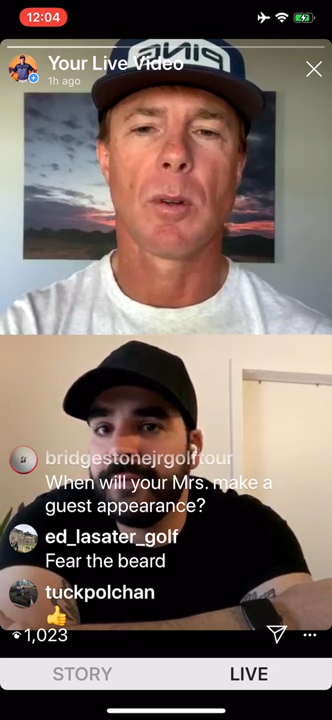 12:04
Your Live Video
1h ago
PING
bridgestonejrgolftour
When will your Mrs. make a
guest appearance?
ed_lasater_golf
Fear the beard
tuckpolchan
👍
1,023
STORY
LIVE